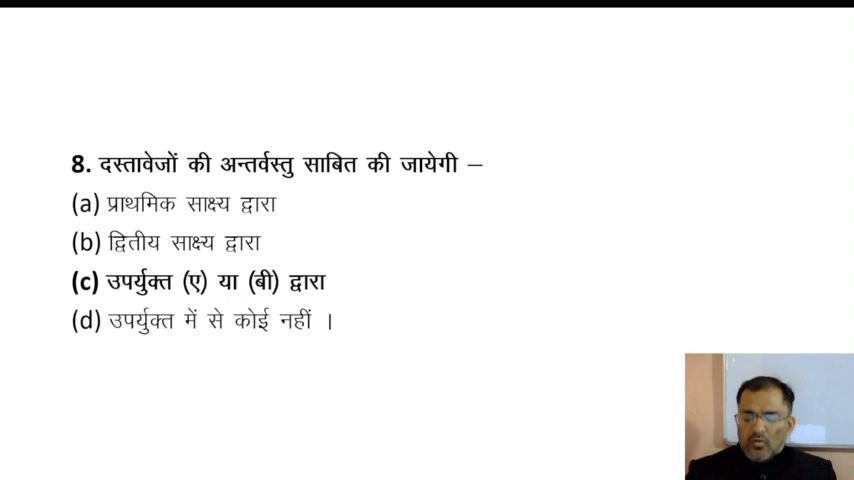 8. दस्तावेजों की अन्तर्वस्तु साबित की जायेगी –
(a) प्राथमिक साक्ष्य द्वारा
(b) द्वितीय साक्ष्य द्वारा
(c) उपर्युक्त (ए) या (बी) द्वारा
(d) उपर्युक्त में से कोई नहीं ।